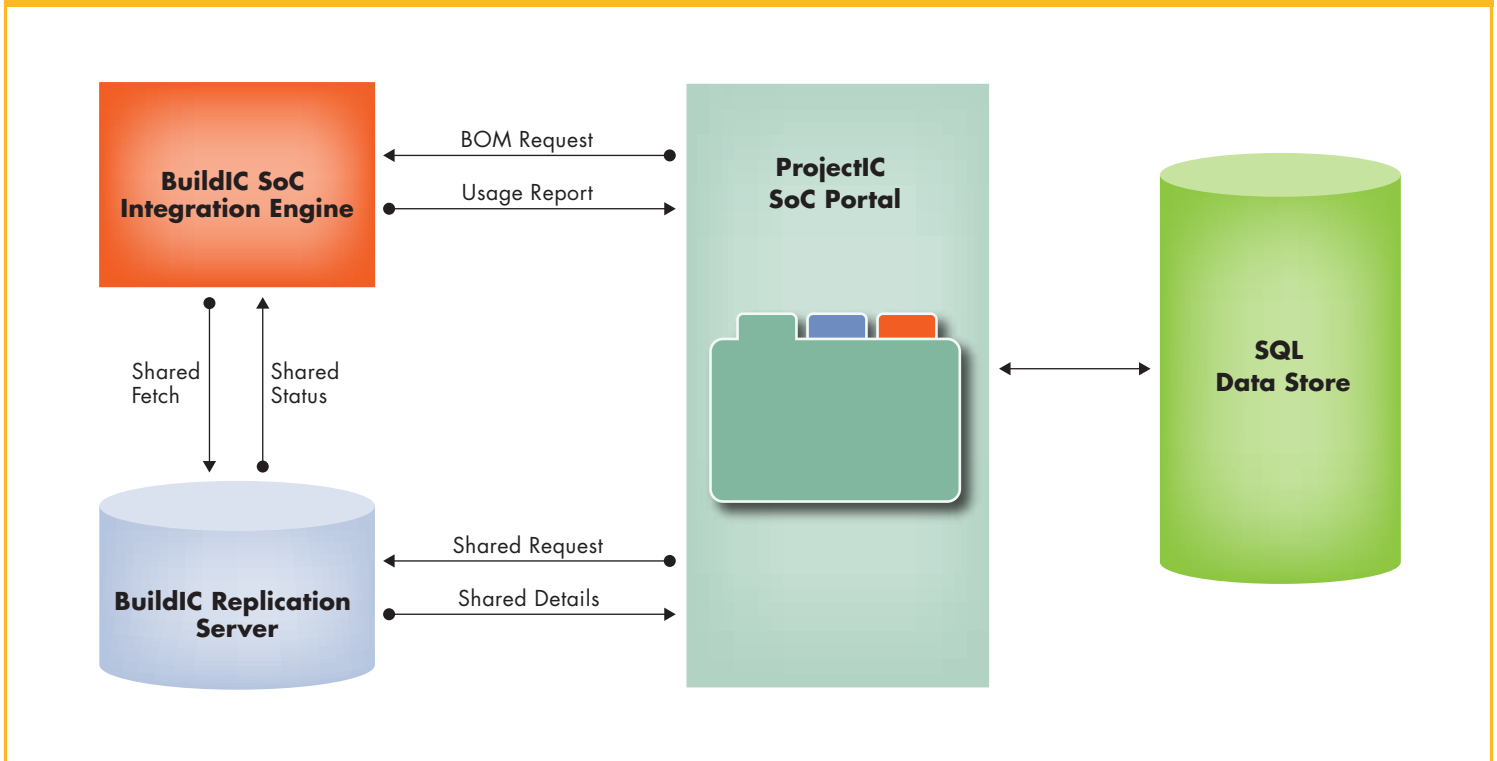 BuildIC SoC
Integration Engine
BOM Request
Usage Report
ProjectIC
SoC Portal
Shared
Fetch
Shared
Status
SQL
Data Store
BuildIC Replication
Server
Shared Request
Shared Details